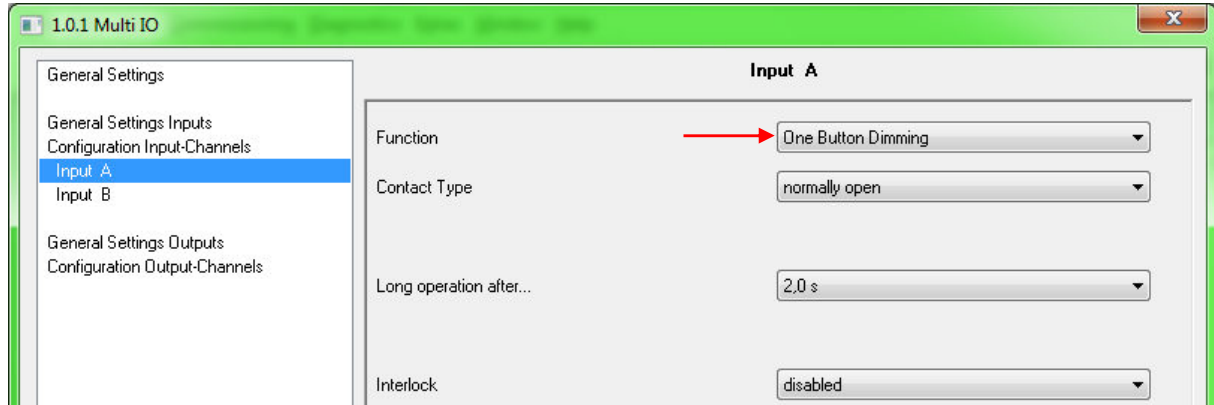 1.0.1 Multi IO
General Settings
General Settings Inputs
Configuration Input-Channels
Input A
Input B
General Settings Outputs
Configuration Output-Channels
Input A
Function
One Button Dimming
Contact Type
normally open
Long operation after...
2,0 s
Interlock
disabled